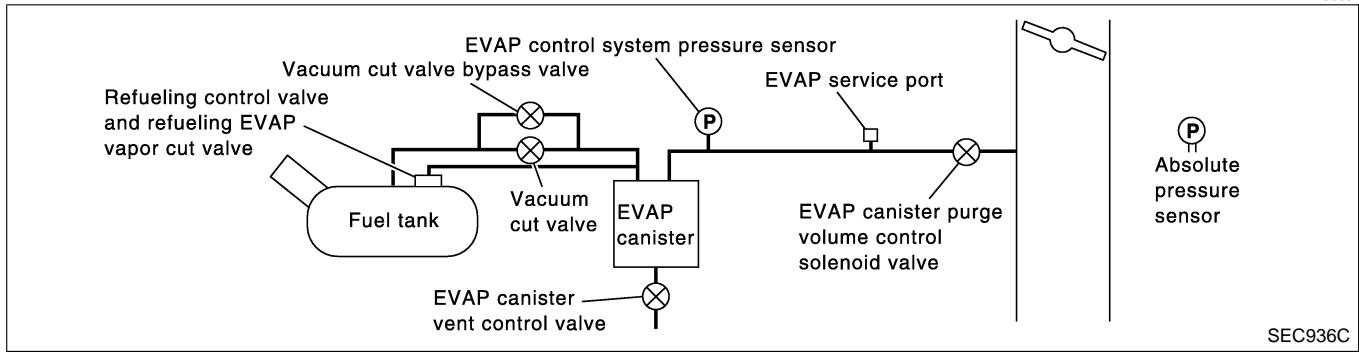 EVAP control system pressure sensor
Vacuum cut valve bypass valve
EVAP service port
Refueling control valve
and refueling EVAP
vapor cut valve
P
P
Absolute
pressure
sensor
Vacuum
cut valve
Fuel tank
EVAP
canister
EVAP canister purge
volume control
solenoid valve
EVAP canister
vent control valve
SEC936C